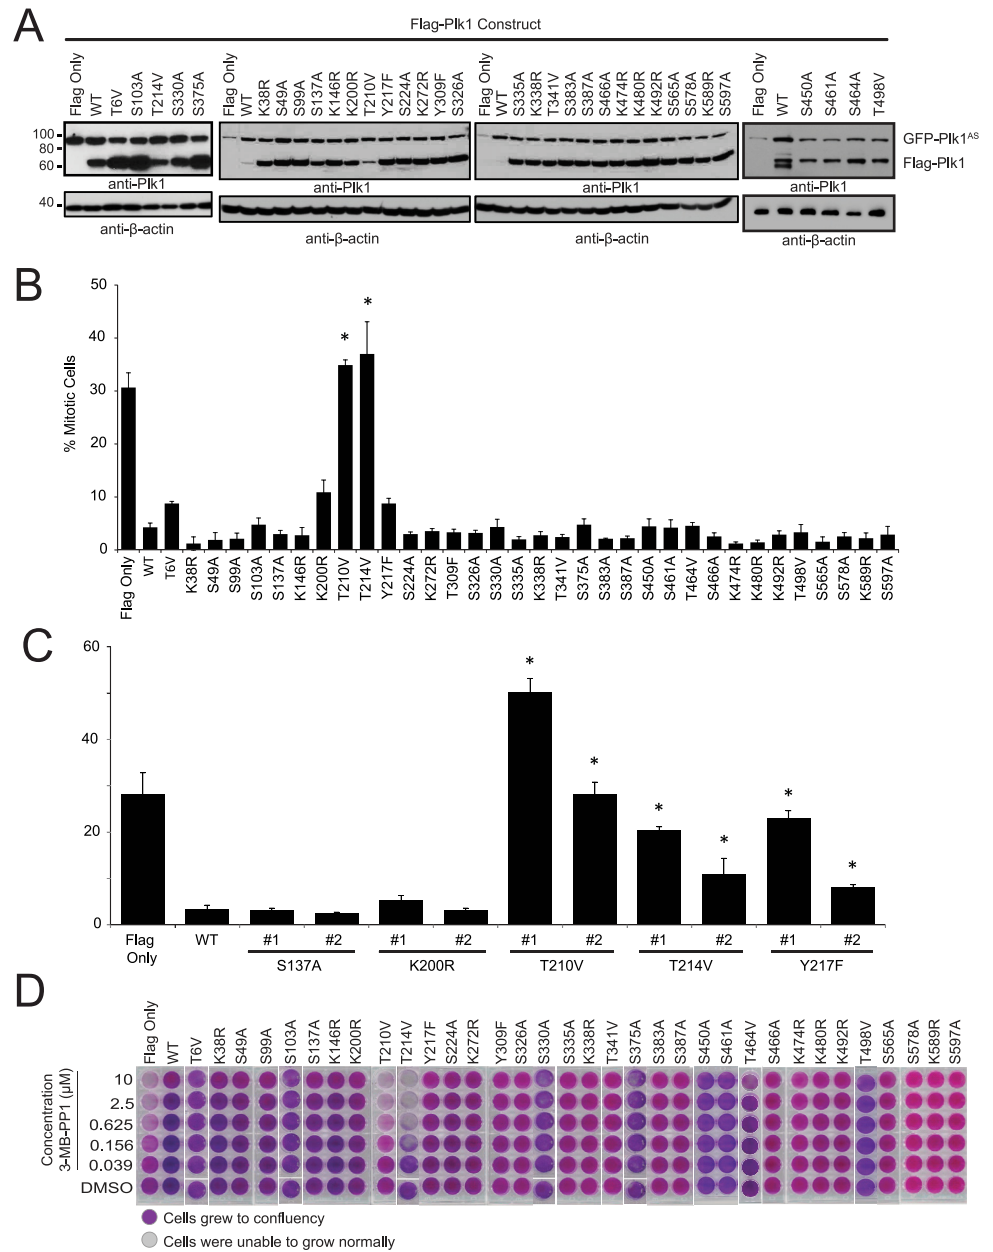 A
Flag-Plk1 Construct
Flag Only
WT
T6V
S103A
T214V
S330A
S375A
Flag Only
WT
K38R
S49A
S99A
S137A
K146R
K200R
T210V
Y217F
S224A
K272R
Y309F
S326A
Flag Only
WT
S335A
K338R
T341V
S383A
S387A
S466A
K474R
K480R
K492R
S565A
S578A
K589R
S597A
Flag Only
WT
S450A
S461A
S464A
T498V
100
80
60
GFP-Plk1AS
Flag-Plk1
anti-Plk1
anti-Plk1
anti-Plk1
anti-Plk1
40
anti-β-actin
anti-β-actin
anti-β-actin
anti-β-actin
B
% Mitotic Cells
50
40
30
20
10
0
* *
Flag Only
WT
T6V
K38R
S49A
S99A
S103A
S137A
K146R
K200R
T210V
T214V
Y217F
S224A
K272R
T309F
S326A
S330A
S335A
K338R
T341V
S375A
S383A
S387A
S450A
S461A
T464V
S466A
K474R
K480R
K492R
T498V
S565A
S578A
K589R
S597A
C
60
40
20
0
* * * * * *
Flag Only
WT
#1 #2 #1 #2 #1 #2 #1 #2 #1 #2
S137A K200R T210V T214V Y217F
D
Flag Only
WT
T6V
K38R
S49A
S99A
S103A
S137A
K146R
K200R
T210V
T214V
Y217F
S224A
K272R
Y309F
S326A
S330A
S335A
K338R
T341V
S375A
S383A
S387A
S450A
S461A
T464V
S466A
K474R
K480R
K492R
T498V
S565A
S578A
K589R
S597A
Concentration
3-MB-PP1 (μM)
10
2.5
0.625
0.156
0.039
DMSO
Cells grew to confluency
Cells were unable to grow normally